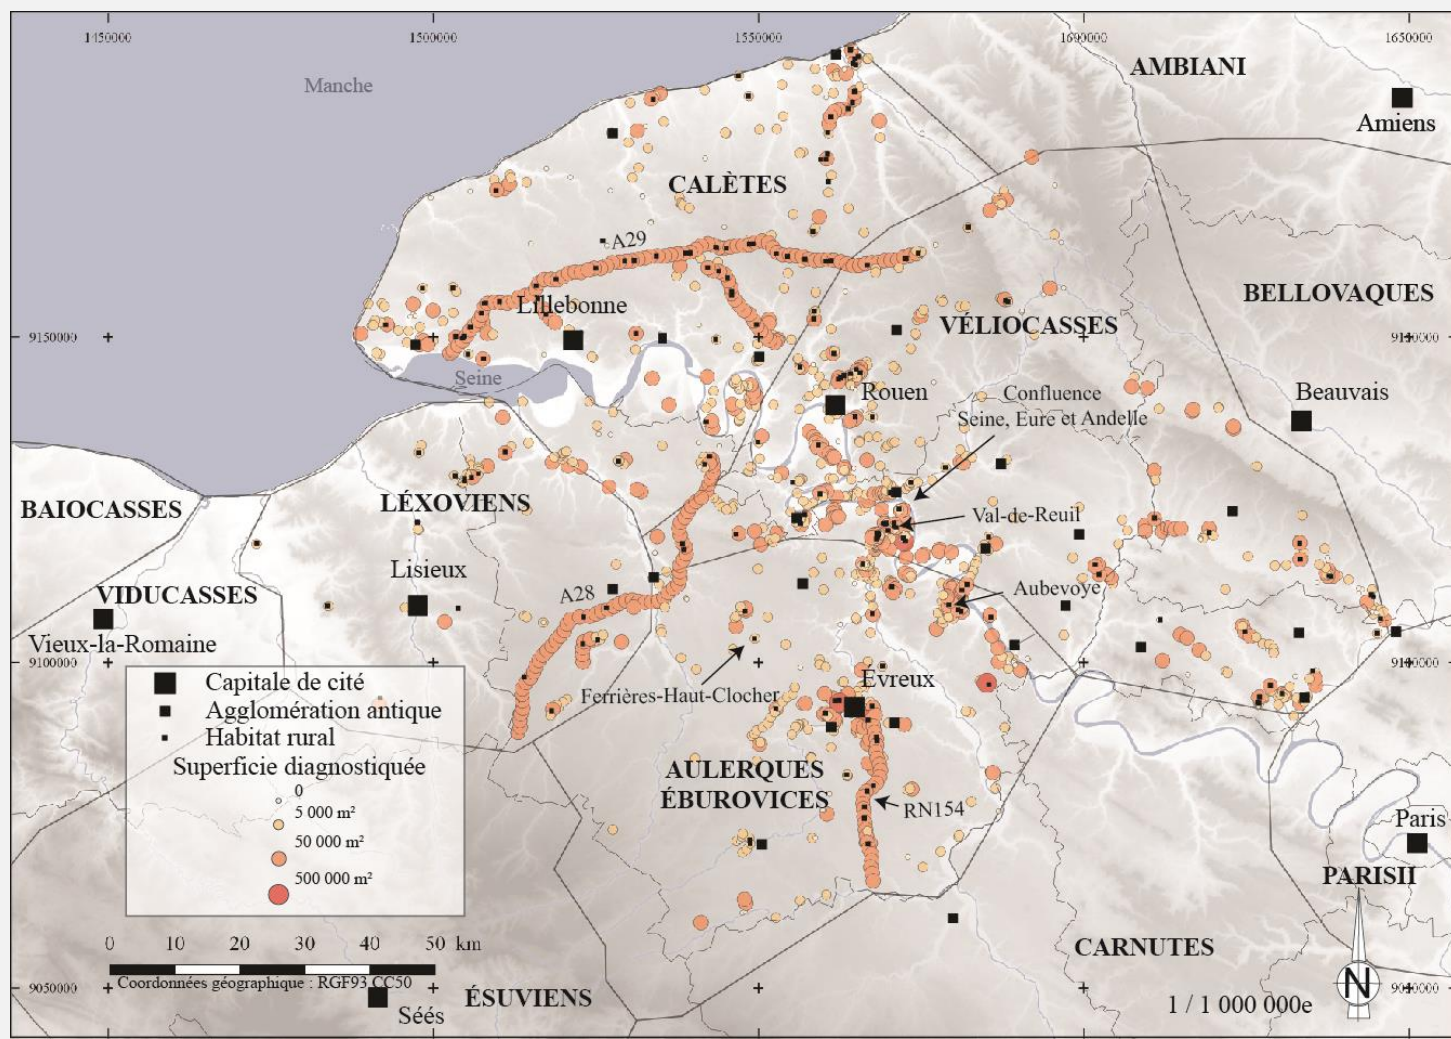 1450000
1500000
1550000
1600000
1650000
AMBIANI
Manche
Amiens
CALÈTES
A29
BELLOVAQUES
Lillebonne
VÉLIOCASSES
9150000
Seine
Rouen
Confluence
Seine, Eure et Andelle
Beauvais
BAIOCASSES
LÉXOVIENS
Val-de-Reuil
Lisieux
A28
Aubevoye
VIDUCASSES
Vieux-la-Romaine
9100000
Ferrières-Haut-Clocher
Evreux
Capitale de cité
Agglomération antique
Habitat rural
Superficie diagnostiquée
0
5 000 m²
50 000 m²
500 000 m²
AULERQUES
ÉBUROVICES
RN154
Paris
PARISII
CARNUTES
0 10 20 30 40 50 km
Coordonnées géographique : RGF93 CC50
9050000
Séés
ÉSUVIENS
N
1 / 1 000 000e